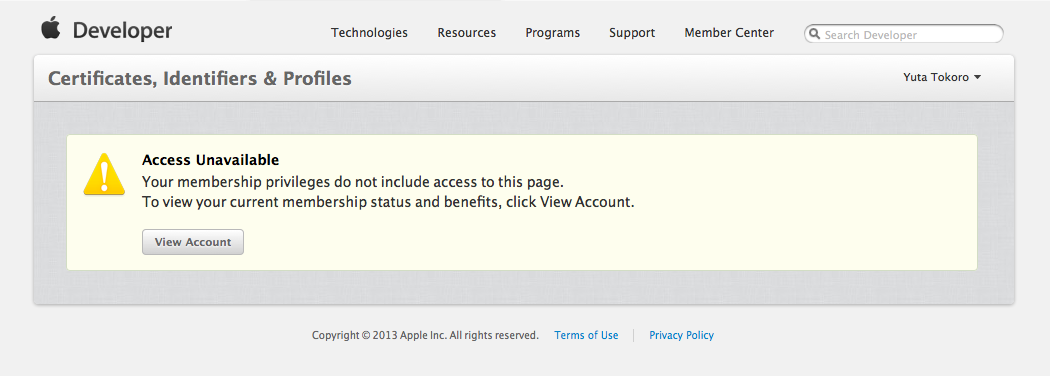 Developer
Technologies Resources Programs Support Member Center
Search Developer
Certificates, Identifiers & Profiles
Yuta Tokoro
Access Unavailable
Your membership privileges do not include access to this page.
To view your current membership status and benefits, click View Account.
View Account
Copyright © 2013 Apple Inc. All rights reserved. Terms of Use Privacy Policy